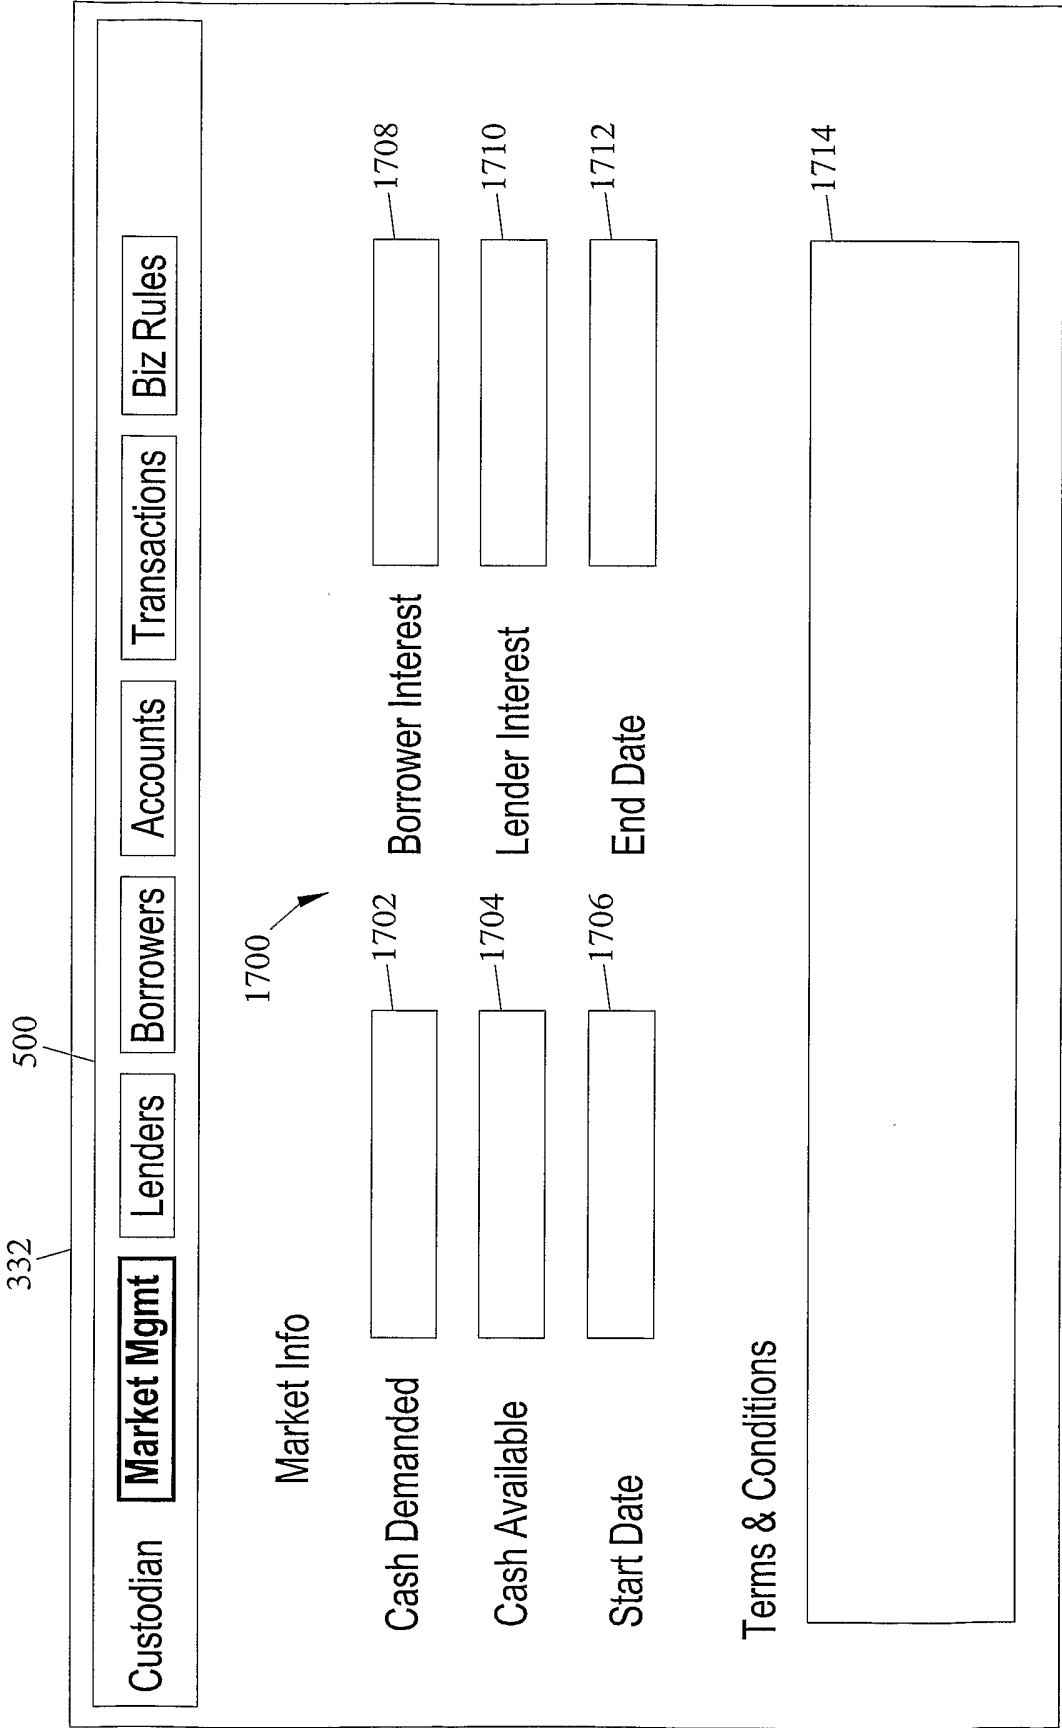 332
500
Custodian Market Mgmt Lenders Borrowers Accounts Transactions Biz Rules
1700
Market Info
Cash Demanded 1702 Borrower Interest 1708
Cash Available 1704 Lender Interest 1710
Start Date 1706 End Date 1712
Terms & Conditions
1714